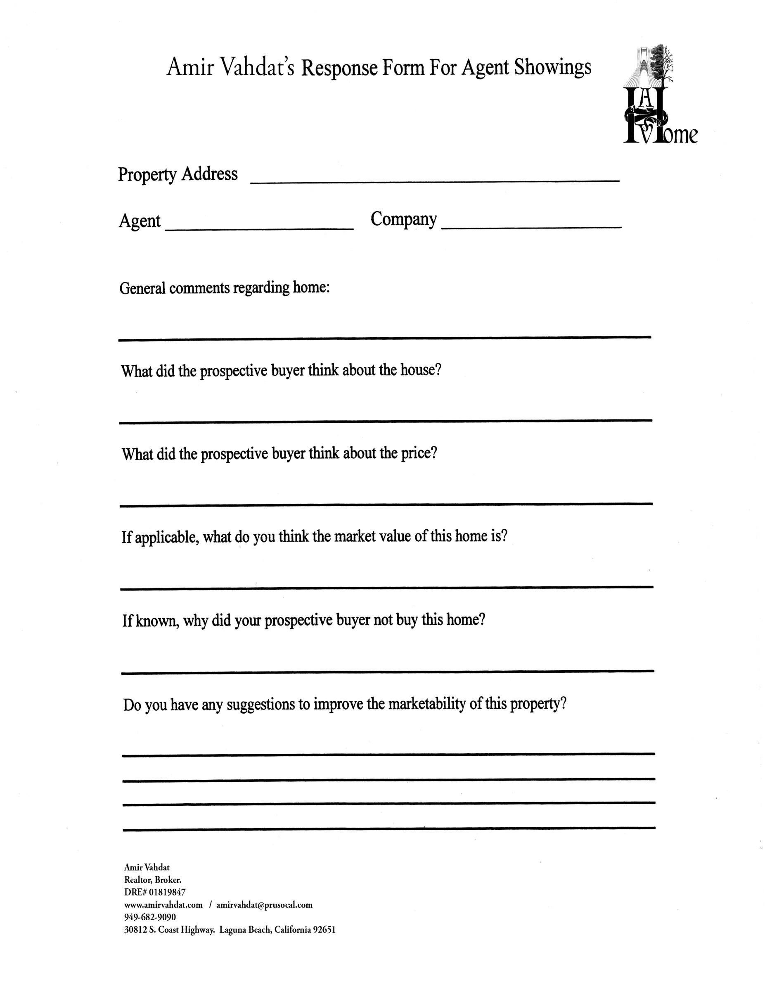 Amir Vahdat's Response Form For Agent Showings
A
V
Home
Property Address
Agent Company
General comments regarding home:
What did the prospective buyer think about the house?
What did the prospective buyer think about the price?
If applicable, what do you think the market value of this home is?
If known, why did your prospective buyer not buy this home?
Do you have any suggestions to improve the marketability of this property?
Amir Vahdat
Realtor, Broker.
DRE# 01819847
www.amirvahdat.com / amirvahdat@prusocal.com
949-682-9090
30812 S. Coast Highway. Laguna Beach, California 92651